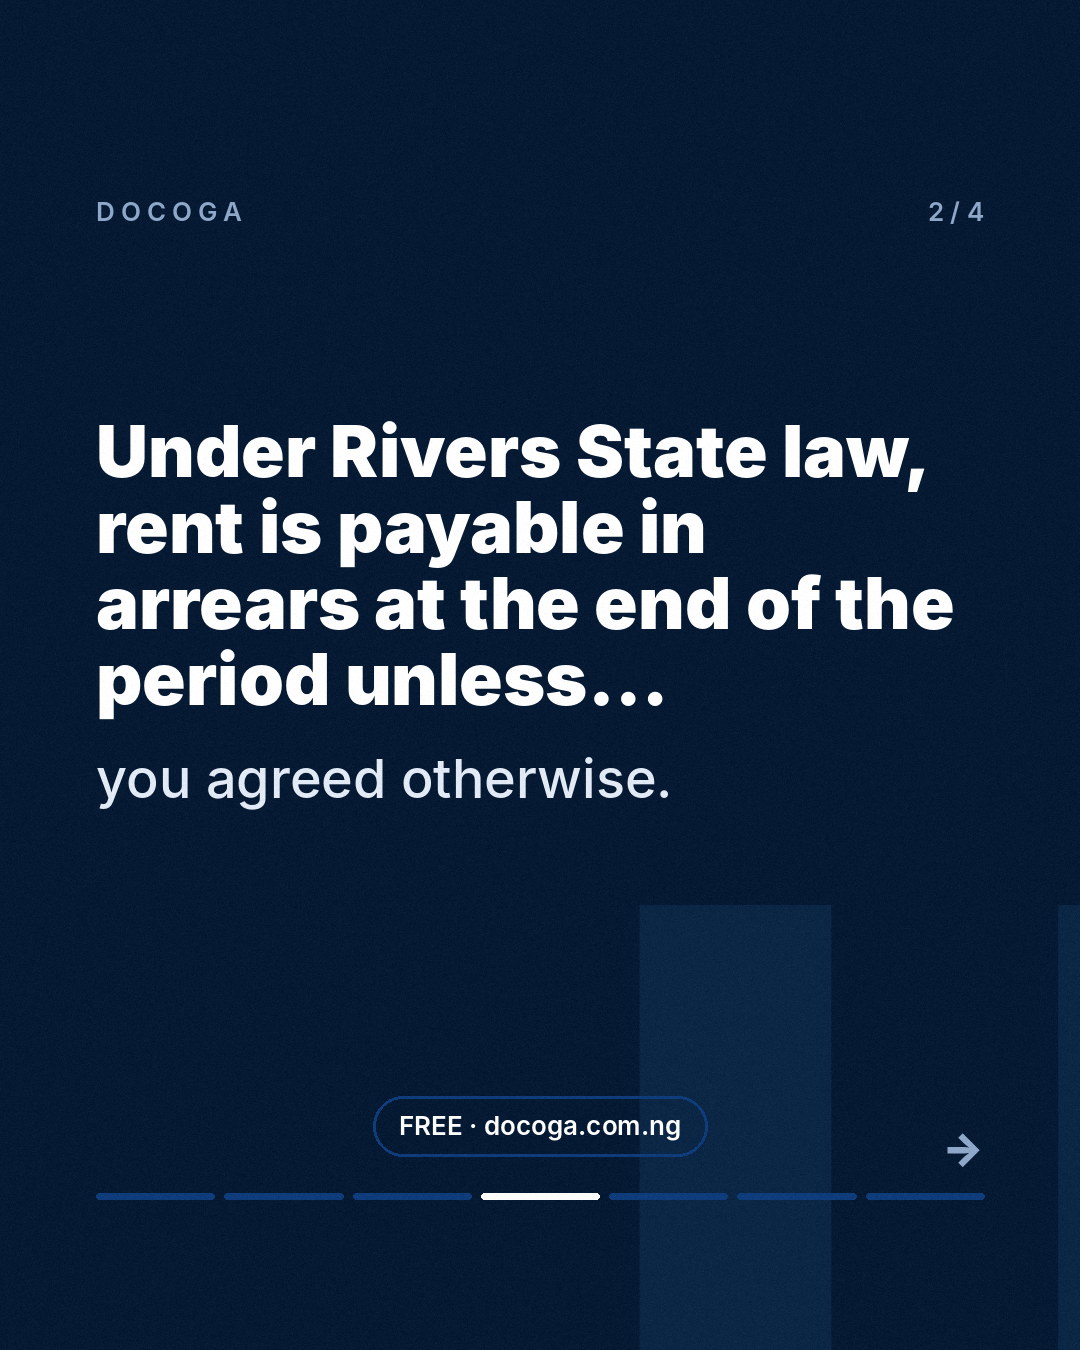 DOCOGA
2 / 4
Under Rivers State law,
rent is payable in
arrears at the end of the
period unless...
you agreed otherwise.
FREE · docoga.com.ng
→